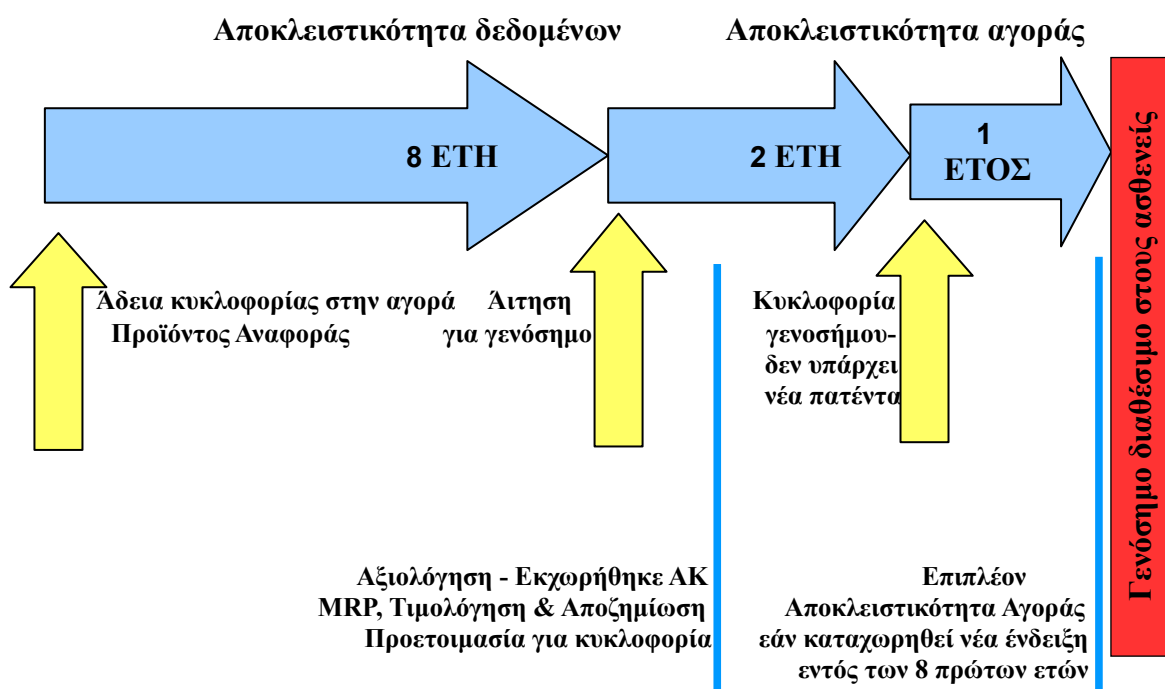 Αποκλειστικότητα δεδομένων
Αποκλειστικότητα αγοράς
8 ΕΤΗ
2 ΕΤΗ
1
ΕΤΟΣ
Άδεια κυκλοφορίας στην αγορά
Προϊόντος Αναφοράς
Άιτηση
για γενόσημο
Κυκλοφορία
γενοσήμου-
δεν υπάρχει
νέα πατέντα
Αξιολόγηση - Εκχωρήθηκε ΑΚ
MRP, Τιμολόγηση & Αποζημίωση
Προετοιμασία για κυκλοφορία
Επιπλέον
Αποκλειστικότητα Αγοράς
εάν καταχωρηθεί νέα ένδειξη
εντός των 8 πρώτων ετών
Γενόσημο διαθέσιμο στους ασθενείς